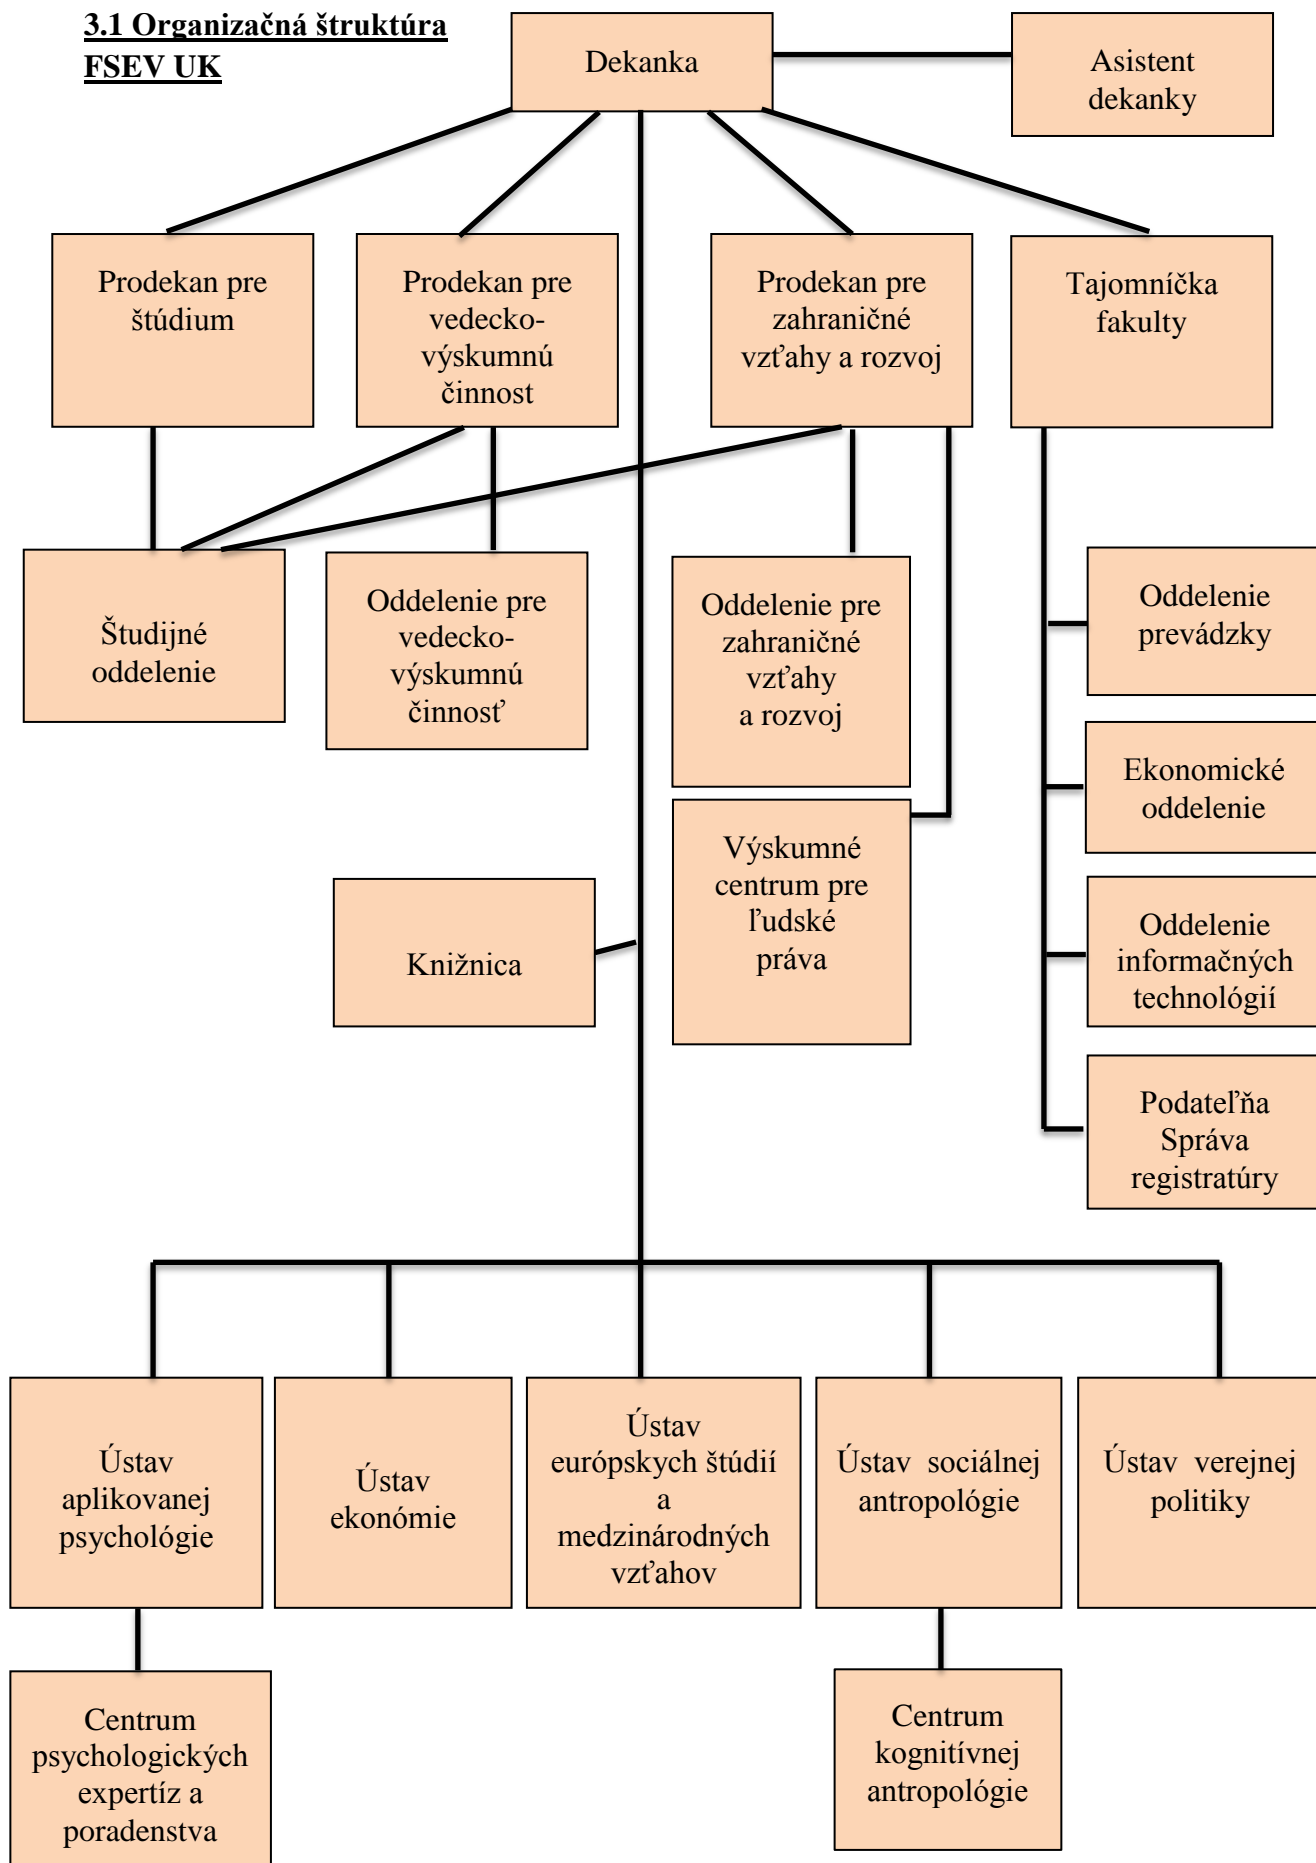 3.1 Organizačná štruktúra
FSEV UK
Dekanka
Asistent
dekanky
Prodekan pre
štúdium
Prodekan pre
vedecko-
výskumnú
činnost
Prodekan pre
zahraničné
vzťahy a rozvoj
Tajomníčka
fakulty
Študijné
oddelenie
Oddelenie pre
vedecko-
výskumnú
činnosť
Oddelenie pre
zahraničné
vzťahy
a rozvoj
Oddelenie
prevádzky
Ekonomické
oddelenie
Výskumné
centrum pre
ľudské
práva
Knižnica
Oddelenie
informačných
technológií
Podateľňa
Správa
registratúry
Ústav
aplikovanej
psychológie
Ústav
ekonómie
Ústav
európskych štúdií
a
medzinárodných
vzťahov
Ústav sociálnej
antropológie
Ústav verejnej
politiky
Centrum
psychologických
expertíz a
poradenstva
Centrum
kognitívnej
antropológie